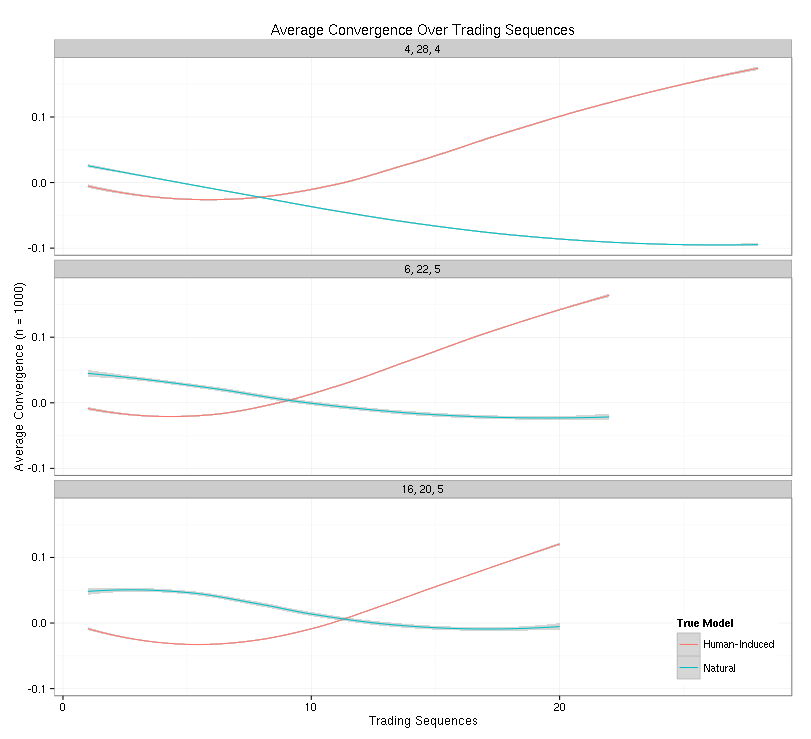 Average Convergence Over Trading Sequences
4, 28, 4
0.1
0.0
-0.1
6, 22, 5
0.1
0.0
-0.1
16, 20, 5
0.1
0.0
-0.1
Average Convergence (n = 1000)
True Model
Human-Induced
Natural
0 10 20
Trading Sequences